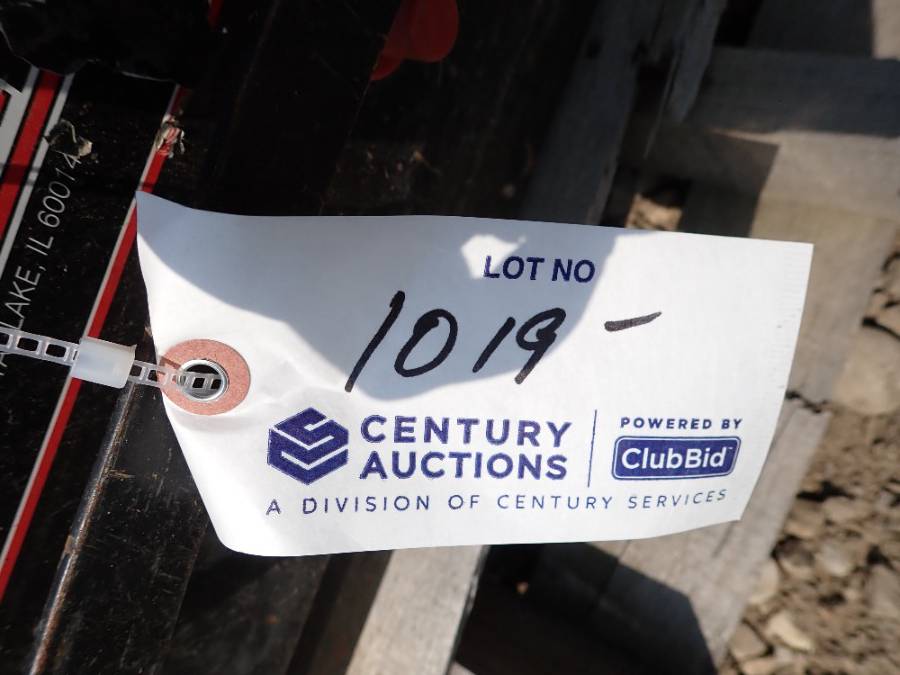 LAKE, IL 60014
LOT NO
1019 -
CENTURY
AUCTIONS
POWERED BY
ClubBid
A DIVISION OF CENTURY SERVICES